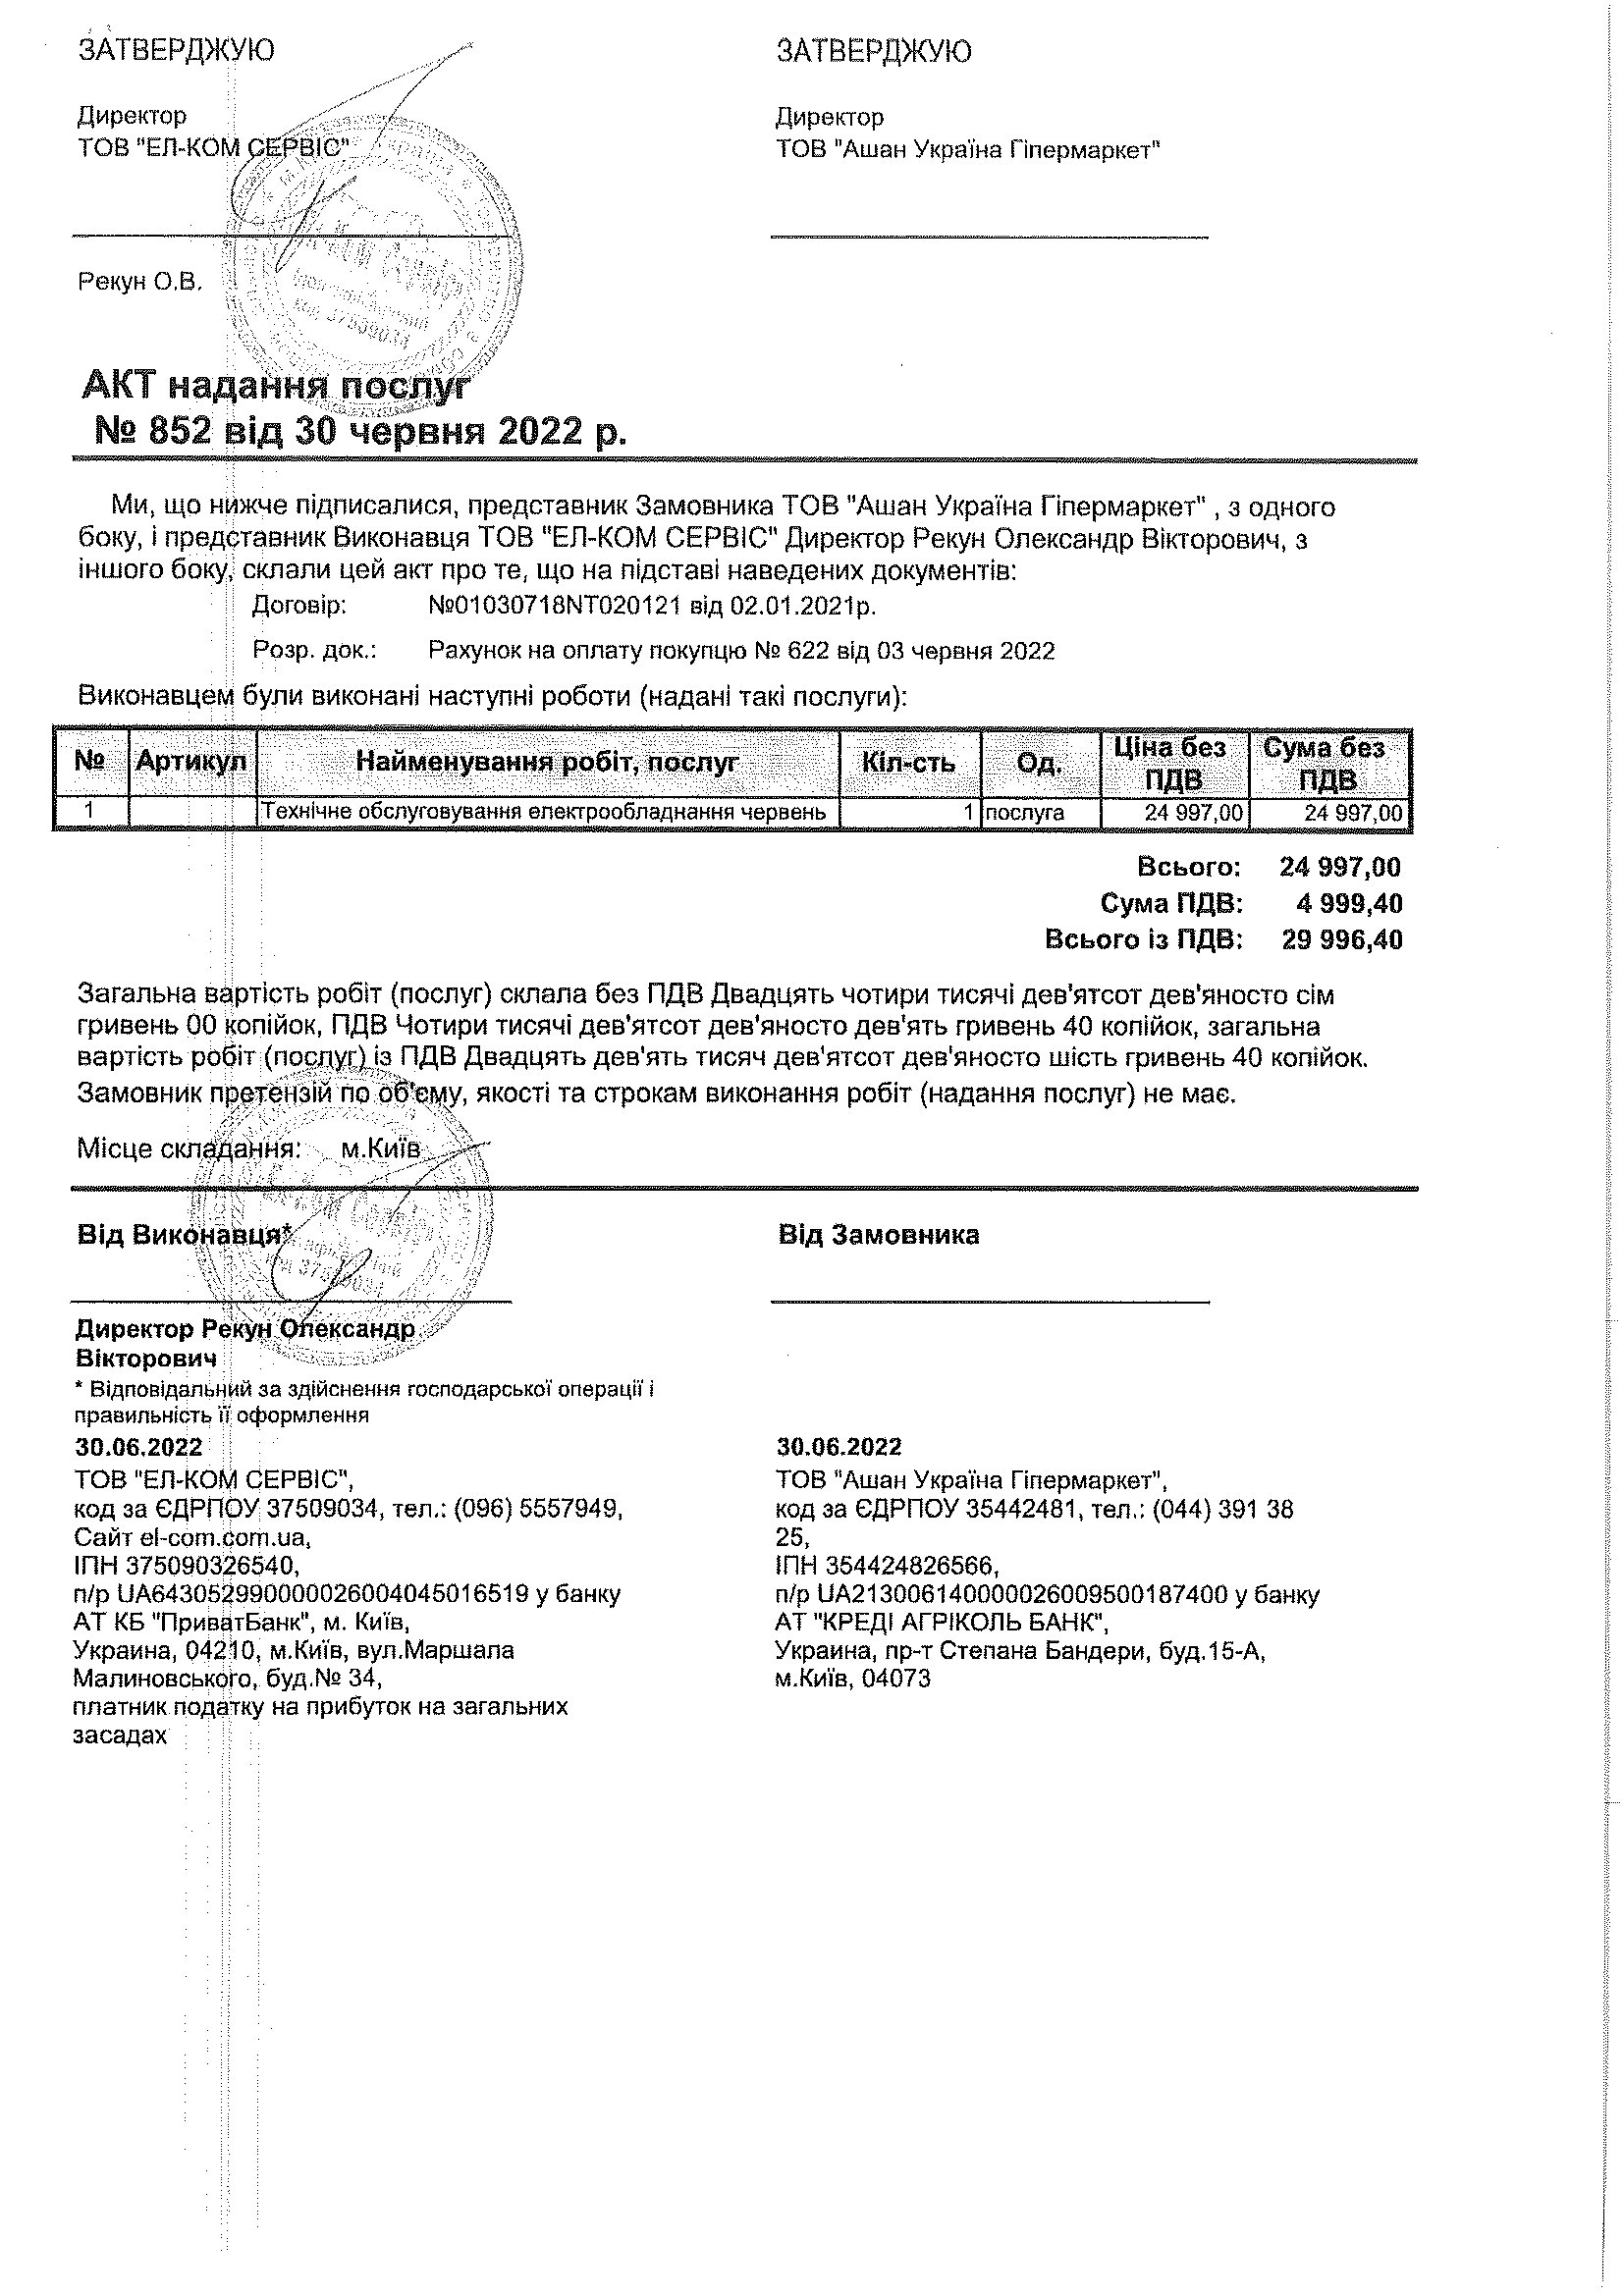 ЗАТВЕРДЖУЮ
Директор
ТОВ "ЕЛ-КОМ СЕРВІС"
Рекун О.В.
ЗАТВЕРДЖУЮ
Директор
ТОВ "Ашан Україна Гіпермаркет"
Код 37509034
АКТ надання послуг
№ 852 від 30 червня 2022 р.
Ми, що нижче підписалися, представник Замовника ТОВ "Ашан Україна Гіпермаркет" , з одного
боку, і представник Виконавця ТОВ "ЕЛ-КОМ СЕРВІС" Директор Рекун Олександр Вікторович, з
іншого боку, склали цей акт про те, що на підставі наведених документів:
Договір: №01030718NT020121 від 02.01.2021р.
Розр. док.: Рахунок на оплату покупцю № 622 від 03 червня 2022
Виконавцем були виконані наступні роботи (надані такі послуги):
№ Артикул Найменування робіт, послуг Кіл-сть Од. Ціна без ПДВ Сума без ПДВ
1 Технічне обслуговування електрообладнання червень 1 послуга 24 997,00 24 997,00
Всього: 24 997,00
Сума ПДВ: 4 999,40
Всього із ПДВ: 29 996,40
Загальна вартість робіт (послуг) склала без ПДВ Двадцять чотири тисячі дев'ятсот дев'яносто сім
гривень 00 копійок, ПДВ Чотири тисячі дев'ятсот дев'яносто дев'ять гривень 40 копійок, загальна
вартість робіт (послуг) із ПДВ Двадцять дев'ять тисяч дев'ятсот дев'яносто шість гривень 40 копійок.
Замовник претензій по об'єму, якості та строкам виконання робіт (надання послуг) не має.
Місце складання: м.Київ
Від Виконавця*
Директор Рекун Олександр
Вікторович
* Відповідальний за здійснення господарської операції і
правильність її оформлення
30.06.2022
ТОВ "ЕЛ-КОМ СЕРВІС",
код за ЄДРПОУ 37509034, тел.: (096) 5557949,
Сайт el-com.com.ua,
ІПН 375090326540,
п/р UA643052990000026004045016519 у банку
АТ КБ "ПриватБанк", м. Київ,
Украина, 04210, м.Київ, вул.Маршала
Малиновського, буд.№ 34,
платник податку на прибуток на загальних
засадах
Від Замовника
30.06.2022
ТОВ "Ашан Україна Гіпермаркет",
код за ЄДРПОУ 35442481, тел.: (044) 391 38
25,
ІПН 354424826566,
п/р UA213006140000026009500187400 у банку
АТ "КРЕДІ АГРІКОЛЬ БАНК",
Украина, пр-т Степана Бандери, буд.15-А,
м.Київ, 04073